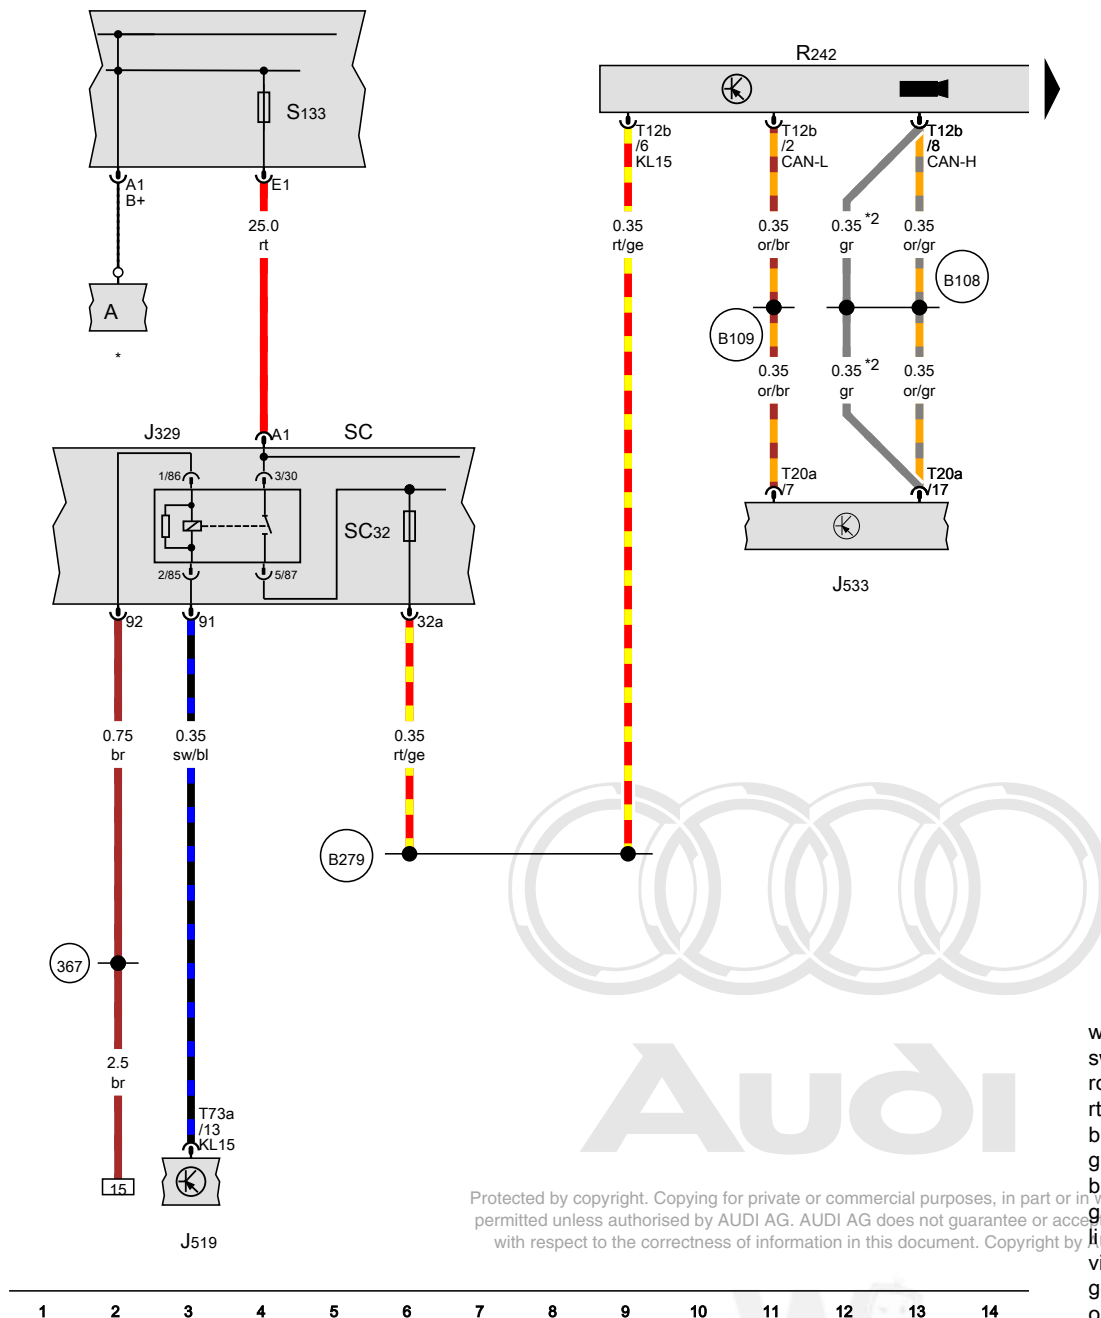 R242
S133
T12b
/6
KL15
T12b
/2
CAN-L
T12b
/8
CAN-H
A1
B+
E1
25.0
rt
0.35
rt/ge
0.35
or/br
0.35 *2
gr
0.35
or/gr
B108
A
*
B109
0.35
or/br
0.35 *2
gr
0.35
or/gr
J329
A1
SC
1/86
3/30
T20a
/7
T20a
/17
SC32
J533
2/85
5/87
92
91
32a
0.75
br
0.35
sw/bl
0.35
rt/ge
B279
367
2.5
br
T73a
/13
KL15
15
J519
Audi
Protected by copyright. Copying for private or commercial purposes, in part or in
permitted unless authorised by AUDI AG. AUDI AG does not guarantee or
with respect to the correctness of information in this document. Copyright by
1 2 3 4 5 6 7 8 9 10 11 12 13 14